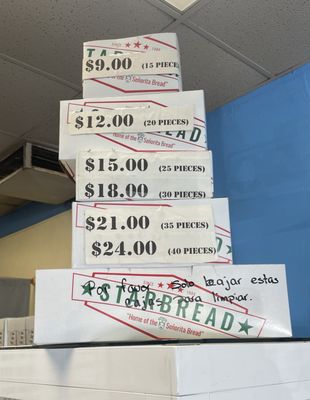 $9.00 (15 PIECES)
Home of the Señorita Bread"
$12.00 (20 PIECES)
"Home of the Señorita Bread"
$15.00 (25 PIECES)
$18.00 (30 PIECES)
$21.00 (35 PIECES)
$24.00 (40 PIECES)
Por favor Solo bajar estas
cajitas para limpiar.
★STARBREAD★
"Home of the Señorita Bread"